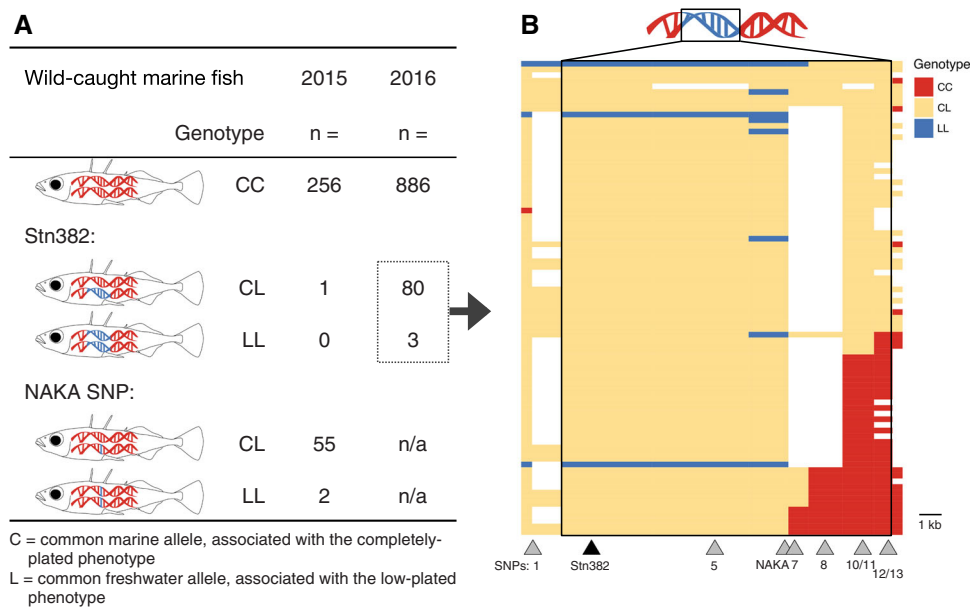 A
Wild-caught marine fish 2015 2016
Genotype n = n =
CC 256 886
Stn382:
CL 1 80
LL 0 3
NAKA SNP:
CL 55 n/a
LL 2 n/a
C = common marine allele, associated with the completely-
plated phenotype
L = common freshwater allele, associated with the low-plated
phenotype
B
Genotype
CC
CL
LL
1 kb
SNPs: 1 Stn382 5 NAKA 7 8 10/11 12/13